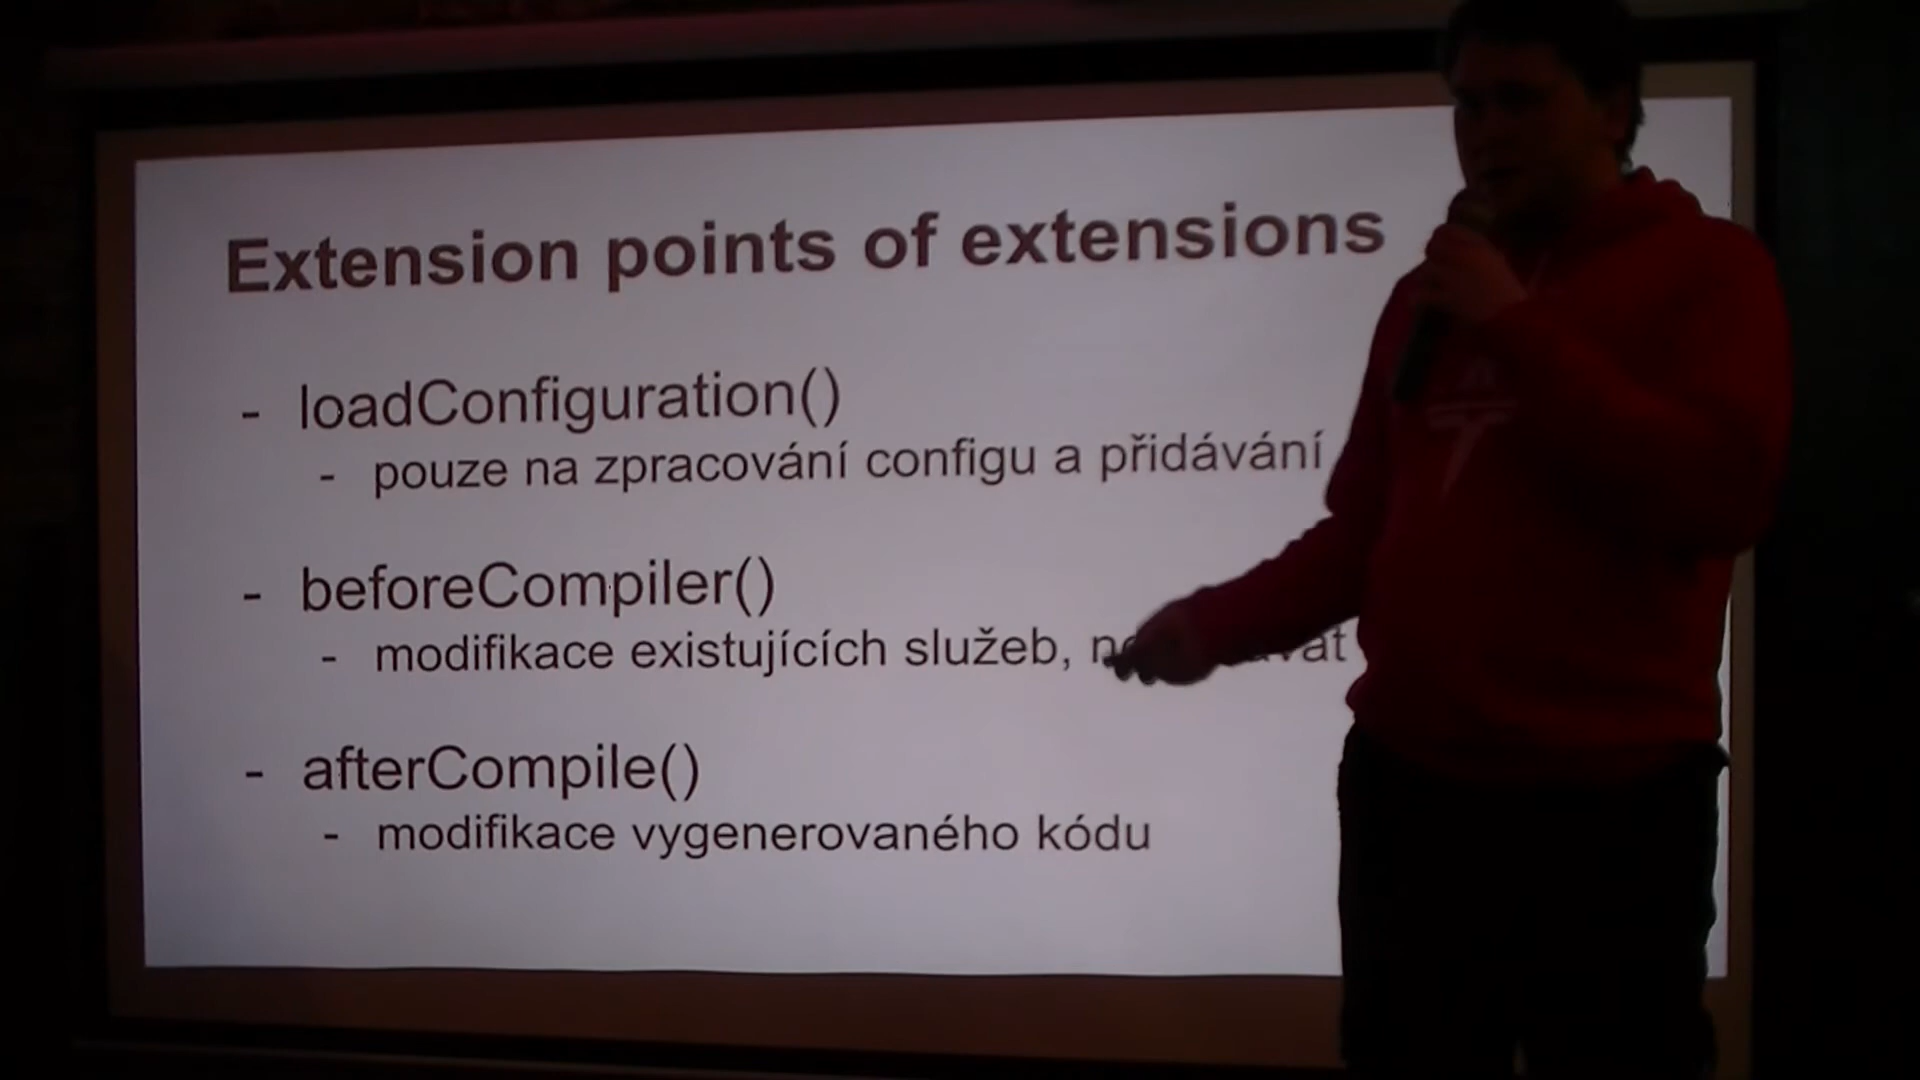 Extension points of extensions
- loadConfiguration()
- pouze na zpracování configu a přidávání
- beforeCompiler()
- modifikace existujících služeb,
- afterCompile()
- modifikace vygenerovaného kódu